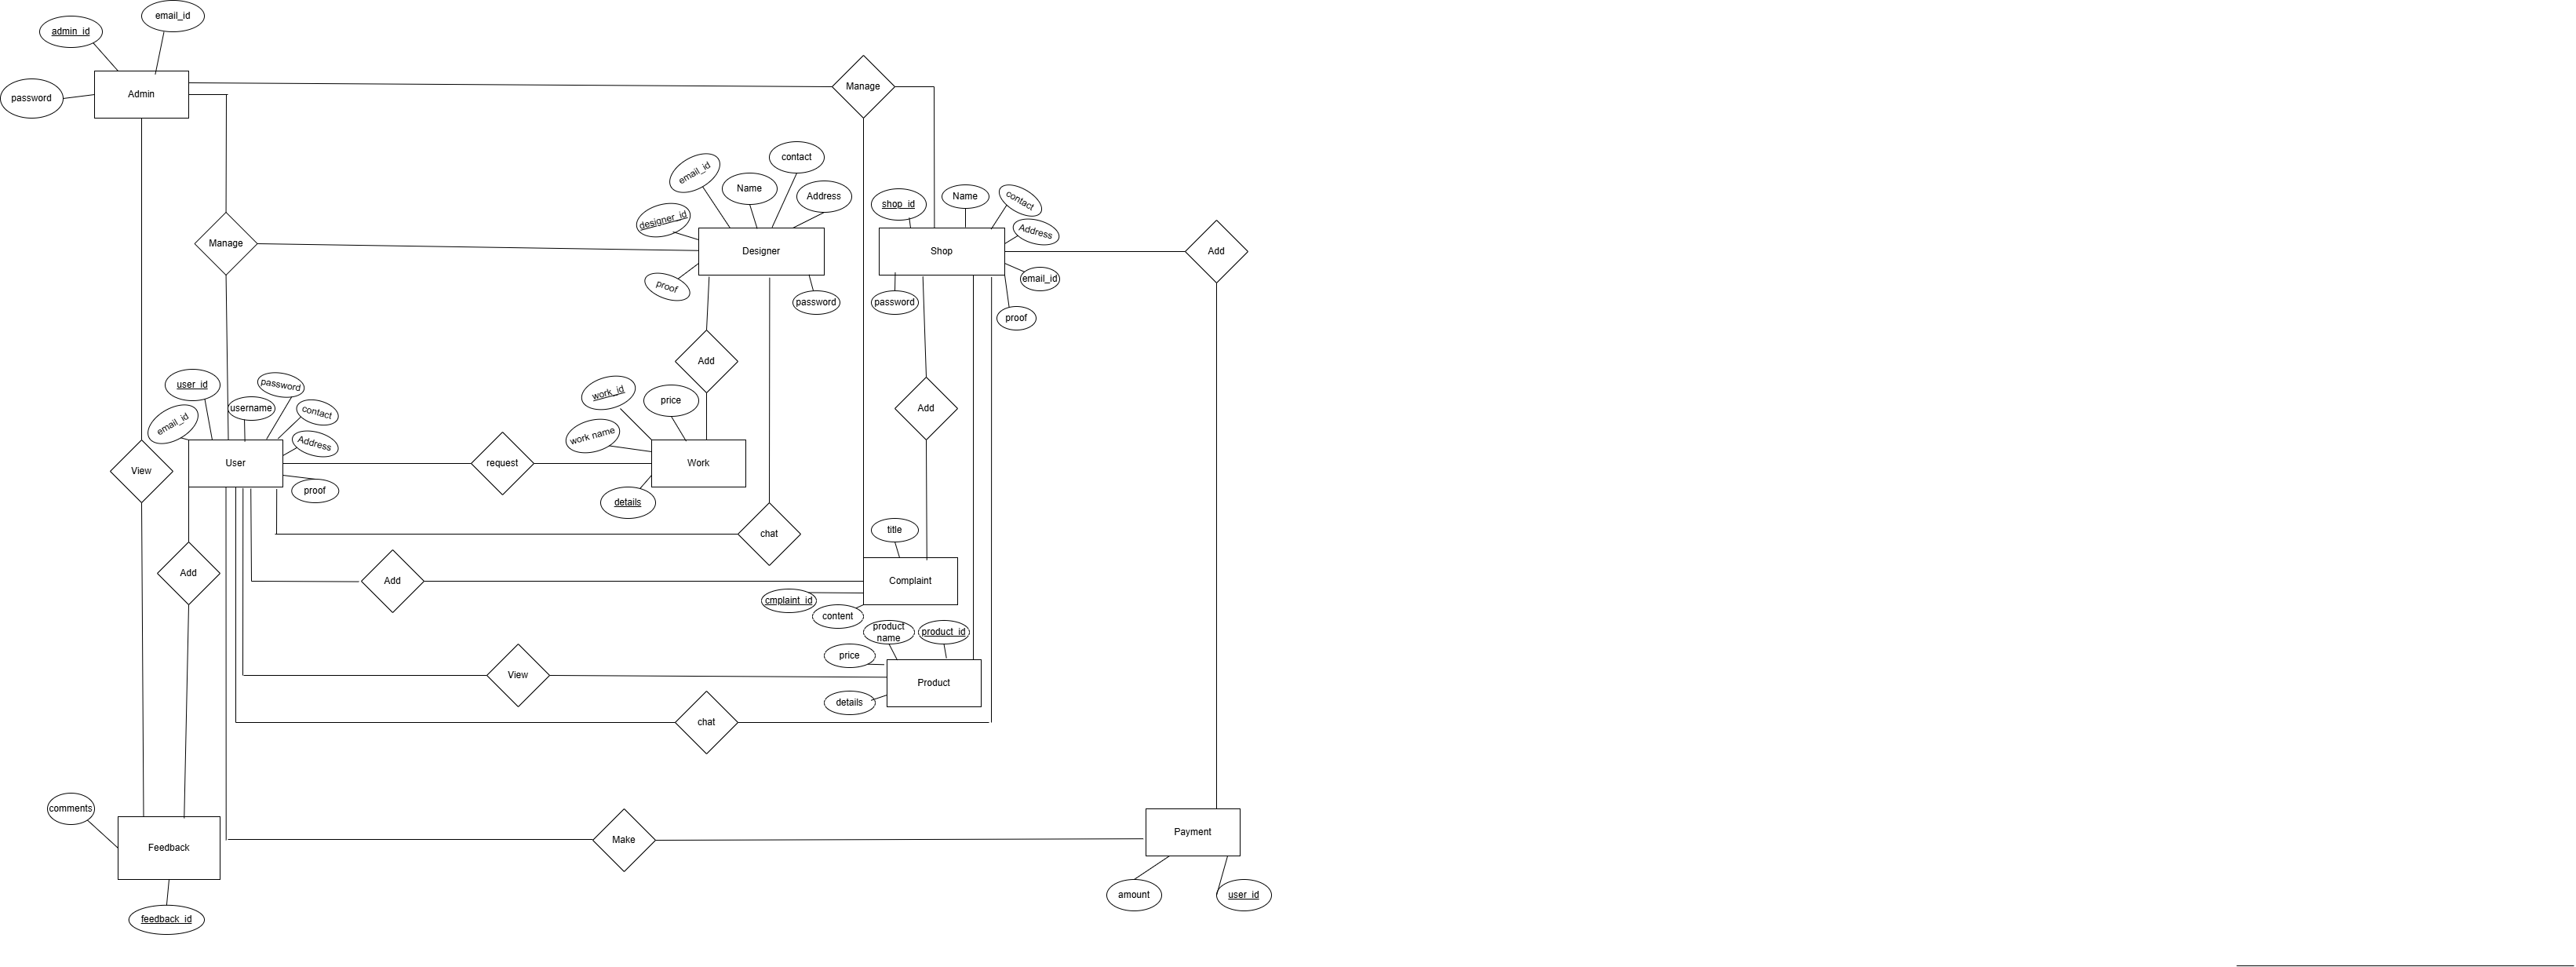 email_id
admin_id
Manage
Admin
password
contact
email_id
Name
Address
Name
contact
shop_id
designer_id
Address
Manage
Designer
Shop
Add
email_id
proof
password
password
proof
Add
user_id
password
work_id
price
username
contact
Add
email_id
work name
Address
User
request
Work
View
proof
details
title
chat
Add
Add
Complaint
cmplaint_id
content
product
name
product_id
price
View
Product
details
chat
comments
Make
Payment
Feedback
amount
user_id
feedback_id